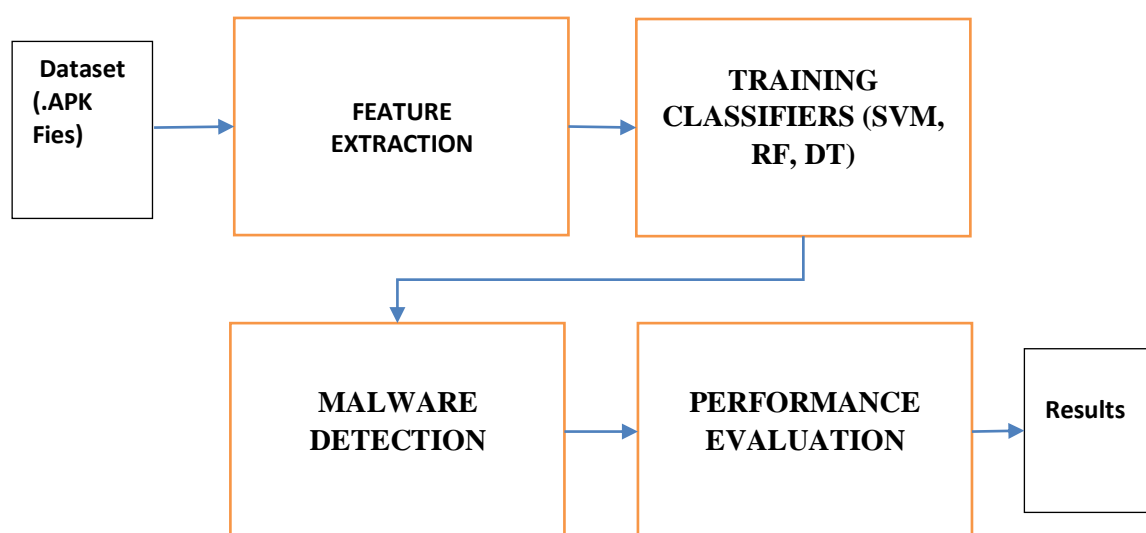 Dataset
(.APK
Fies)
FEATURE
EXTRACTION
TRAINING
CLASSIFIERS (SVM,
RF, DT)
MALWARE
DETECTION
PERFORMANCE
EVALUATION
Results